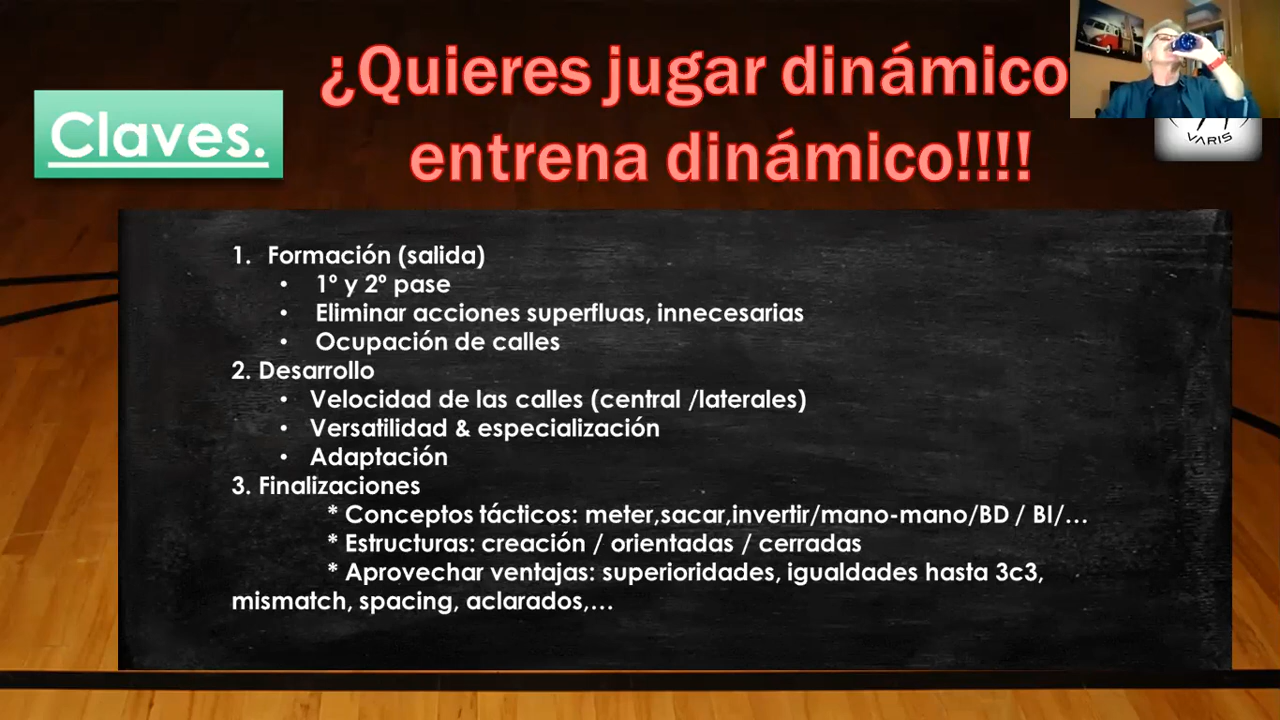 ¿Quieres jugar dinámico
entrena dinámico!!!!
Claves.
VARIS
1. Formación (salida)
• 1º y 2º pase
• Eliminar acciones superfluas, innecesarias
• Ocupación de calles
2. Desarrollo
• Velocidad de las calles (central /laterales)
• Versatilidad & especialización
• Adaptación
3. Finalizaciones
* Conceptos tácticos: meter,sacar,invertir/mano-mano/BD / BI/...
* Estructuras: creación / orientadas / cerradas
* Aprovechar ventajas: superioridades, igualdades hasta 3c3,
mismatch, spacing, aclarados,...